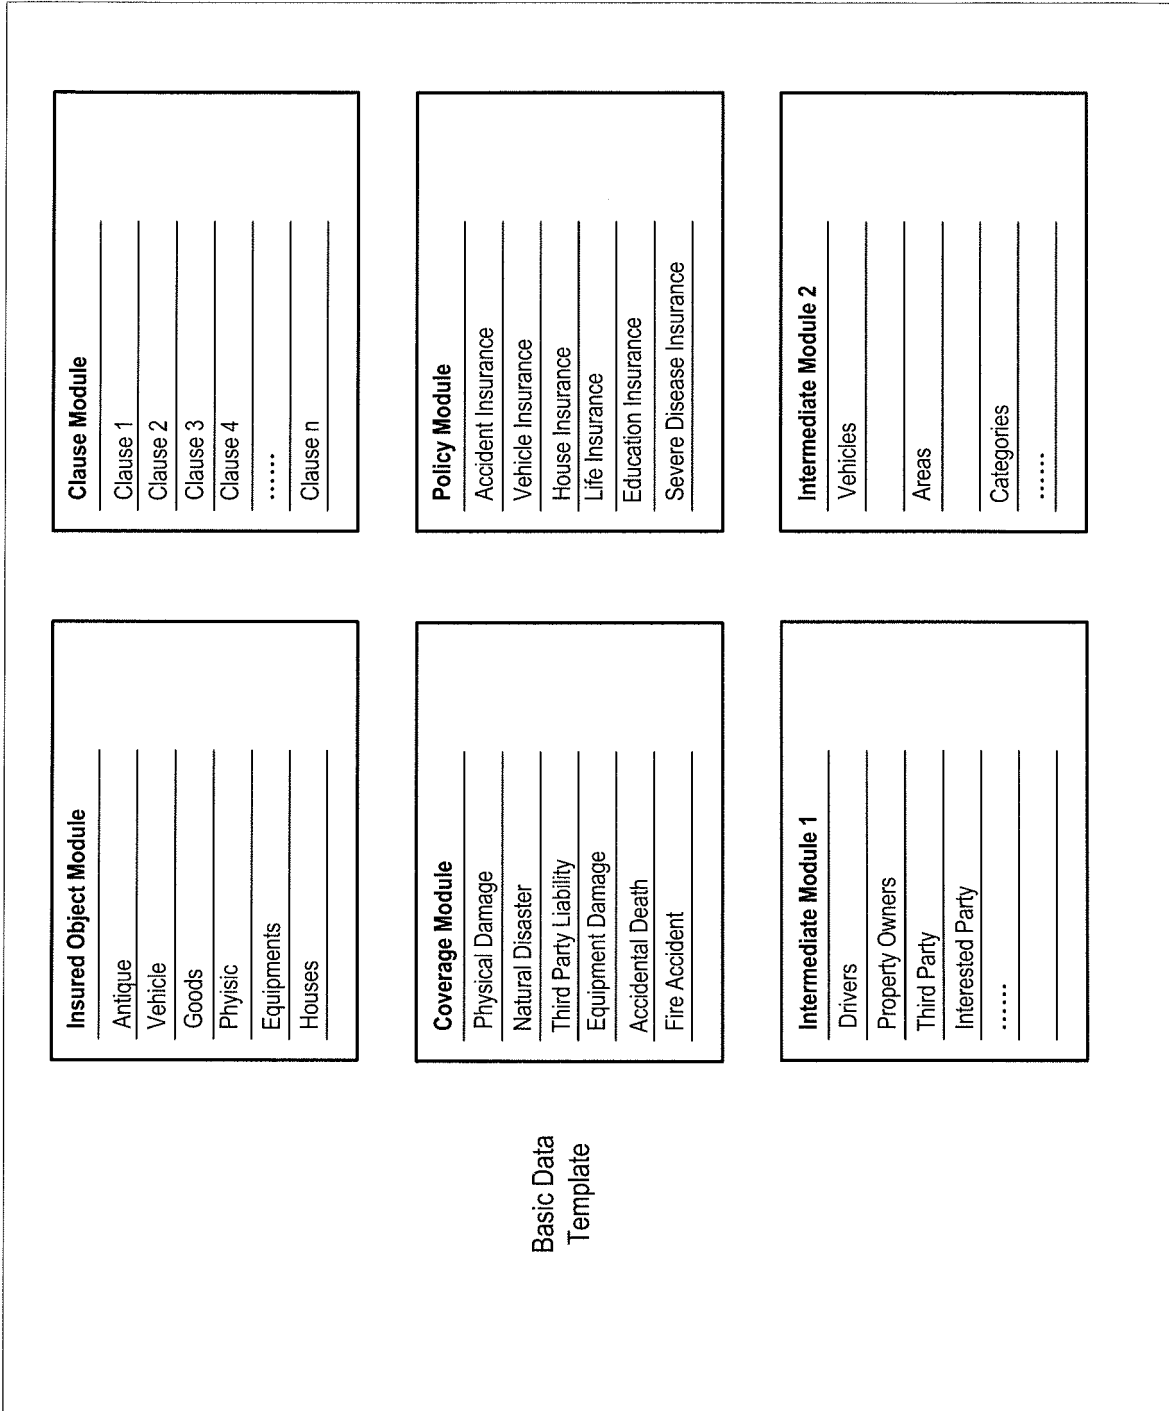 Basic Data
Template
Insured Object Module
Antique
Vehicle
Goods
Phyisic
Equipments
Houses
Clause Module
Clause 1
Clause 2
Clause 3
Clause 4
......
Clause n
Coverage Module
Physical Damage
Natural Disaster
Third Party Liability
Equipment Damage
Accidental Death
Fire Accident
Policy Module
Accident Insurance
Vehicle Insurance
House Insurance
Life Insurance
Education Insurance
Severe Disease Insurance
Intermediate Module 1
Drivers
Property Owners
Third Party
Interested Party
......
Intermediate Module 2
Vehicles
Areas
Categories
......